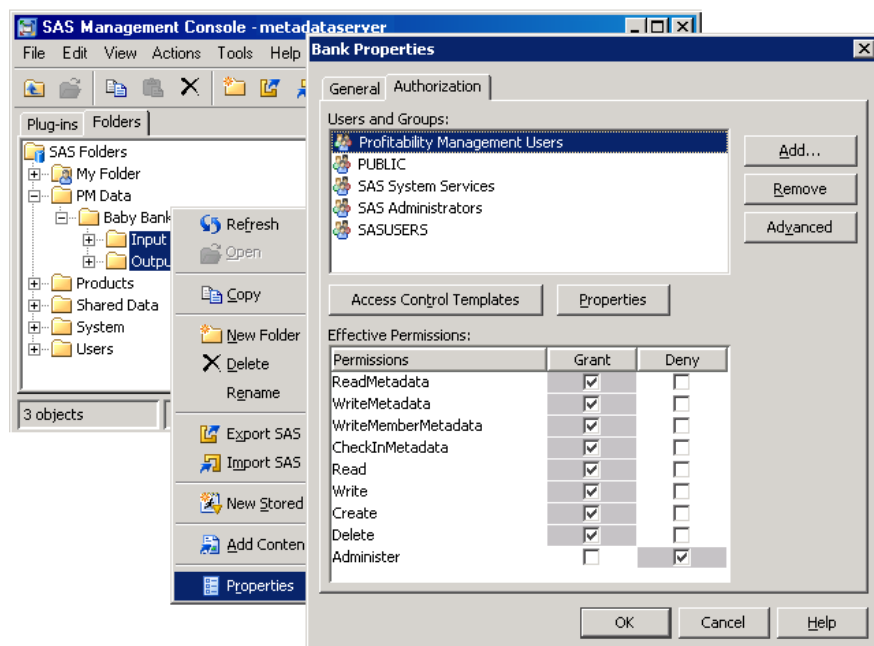 SAS Management Console - metadataserver
File Edit View Actions Tools Help
Plug-ins Folders
SAS Folders
My Folder
PM Data
Baby Bank
Input
Outpu
Products
Shared Data
System
Users
3 objects
Refresh
Open
Copy
New Folder
Delete
Rename
Export SAS
Import SAS
New Stored
Add Conten
Properties
Bank Properties
General Authorization
Users and Groups:
Profitability Management Users
PUBLIC
SAS System Services
SAS Administrators
SASUSERS
Add...
Remove
Advanced
Access Control Templates Properties
Effective Permissions:
Permissions Grant Deny
ReadMetadata
WriteMetadata
WriteMemberMetadata
CheckInMetadata
Read
Write
Create
Delete
Administer
OK Cancel Help